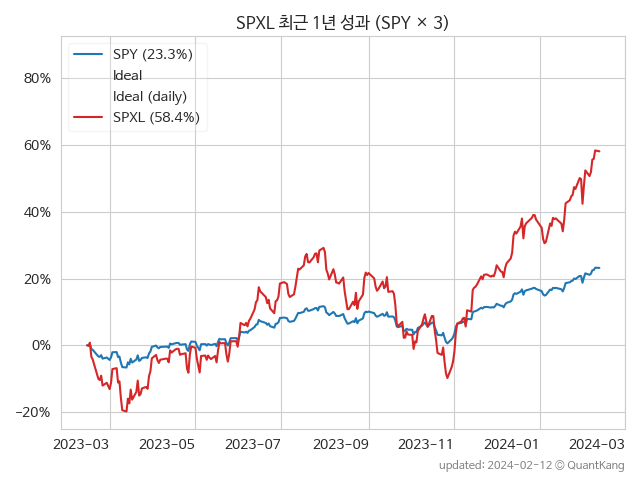 SPXL 최근 1년 성과 (SPY × 3)
SPY (23.3%)
Ideal
Ideal (daily)
SPXL (58.4%)
80%
60%
40%
20%
0%
−20%
2023-03 2023-05 2023-07 2023-09 2023-11 2024-01 2024-03
updated: 2024-02-12 © QuantKang